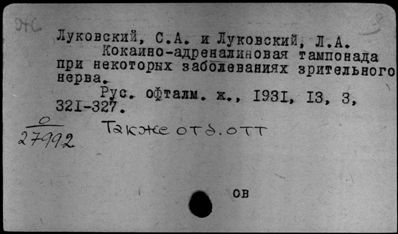 Луковский, С.А. и Луковский, Л.А.
Кокаино-адреналиновая тампонада
при некоторых заболеваниях зрительного
нерва.
Рус. офталм. ж., 1931, 13, 3,
321-327.
0
27992
Также отд. отт
ов